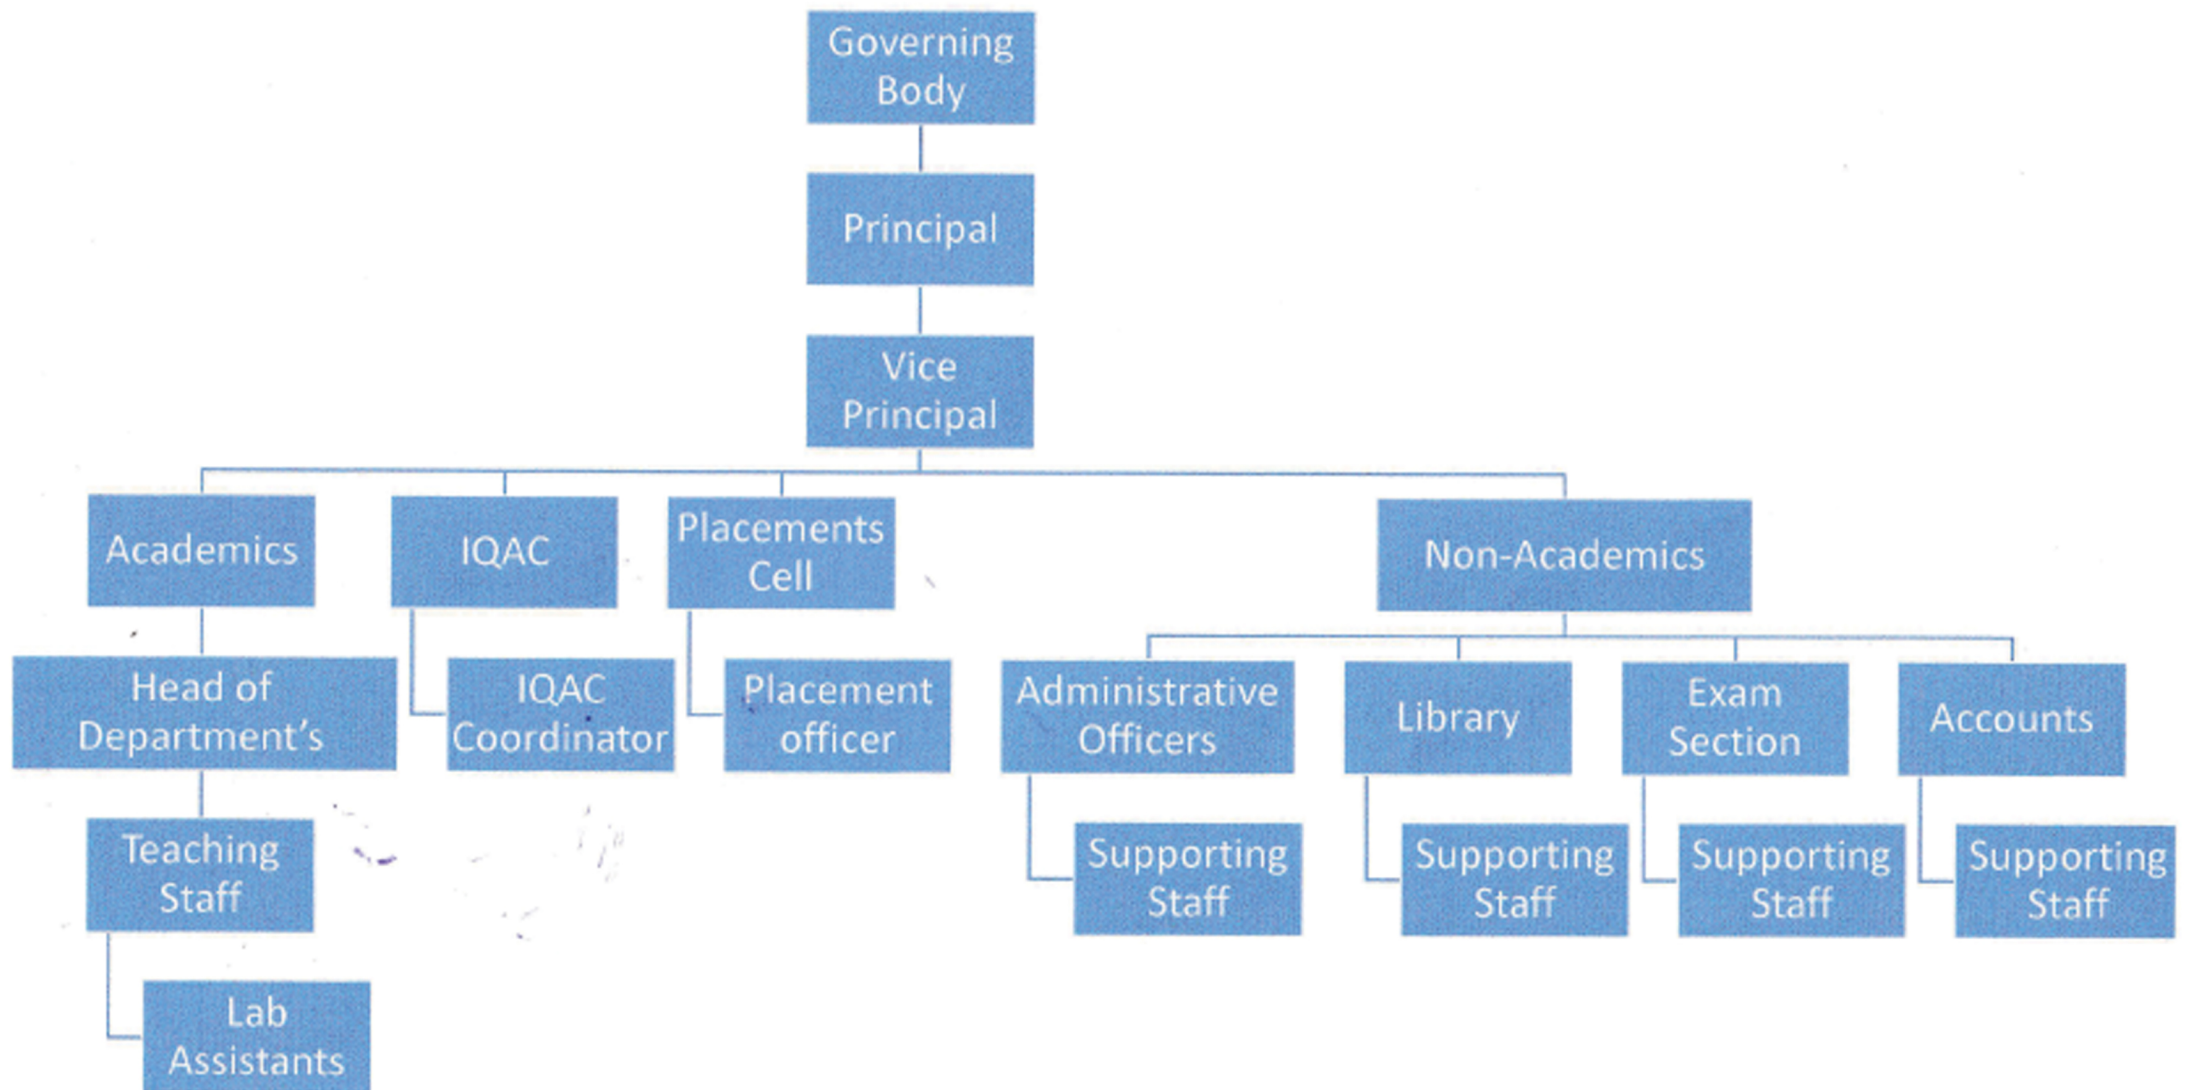 Governing
Body
Principal
Vice
Principal
Academics
IQAC
Placements
Cell
Non-Academics
Head of
Department's
IQAC
Coordinator
Placement
officer
Administrative
Officers
Library
Exam
Section
Accounts
Teaching
Staff
Supporting
Staff
Supporting
Staff
Supporting
Staff
Supporting
Staff
Lab
Assistants